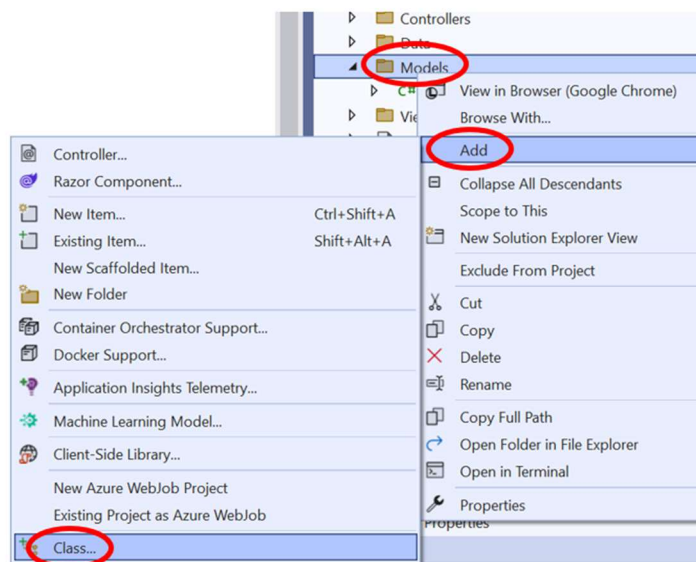 Controllers
Data
Models
C#
View in Browser (Google Chrome)
Browse With...
Add
Collapse All Descendants
Scope to This
New Solution Explorer View
Exclude From Project
Cut
Copy
Delete
Rename
Copy Full Path
Open Folder in File Explorer
Open in Terminal
Properties
Properties
Controller...
Razor Component...
New Item... Ctrl+Shift+A
Existing Item... Shift+Alt+A
New Scaffolded Item...
New Folder
Container Orchestrator Support...
Docker Support...
Application Insights Telemetry...
Machine Learning Model...
Client-Side Library...
New Azure WebJob Project
Existing Project as Azure WebJob
Class...